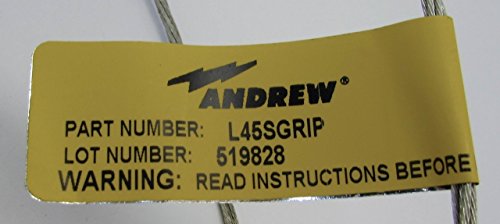 ANDREW®
PART NUMBER: L45SGRIP
LOT NUMBER: 519828
WARNING: READ INSTRUCTIONS BEFORE